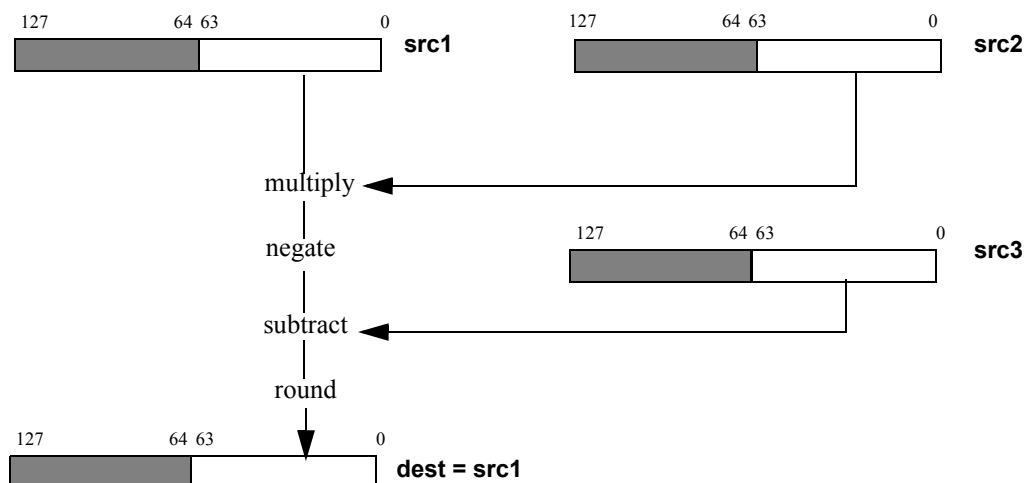 127 64 63 0 src1
127 64 63 0 src2
multiply
negate
127 64 63 0 src3
subtract
round
127 64 63 0
dest = src1